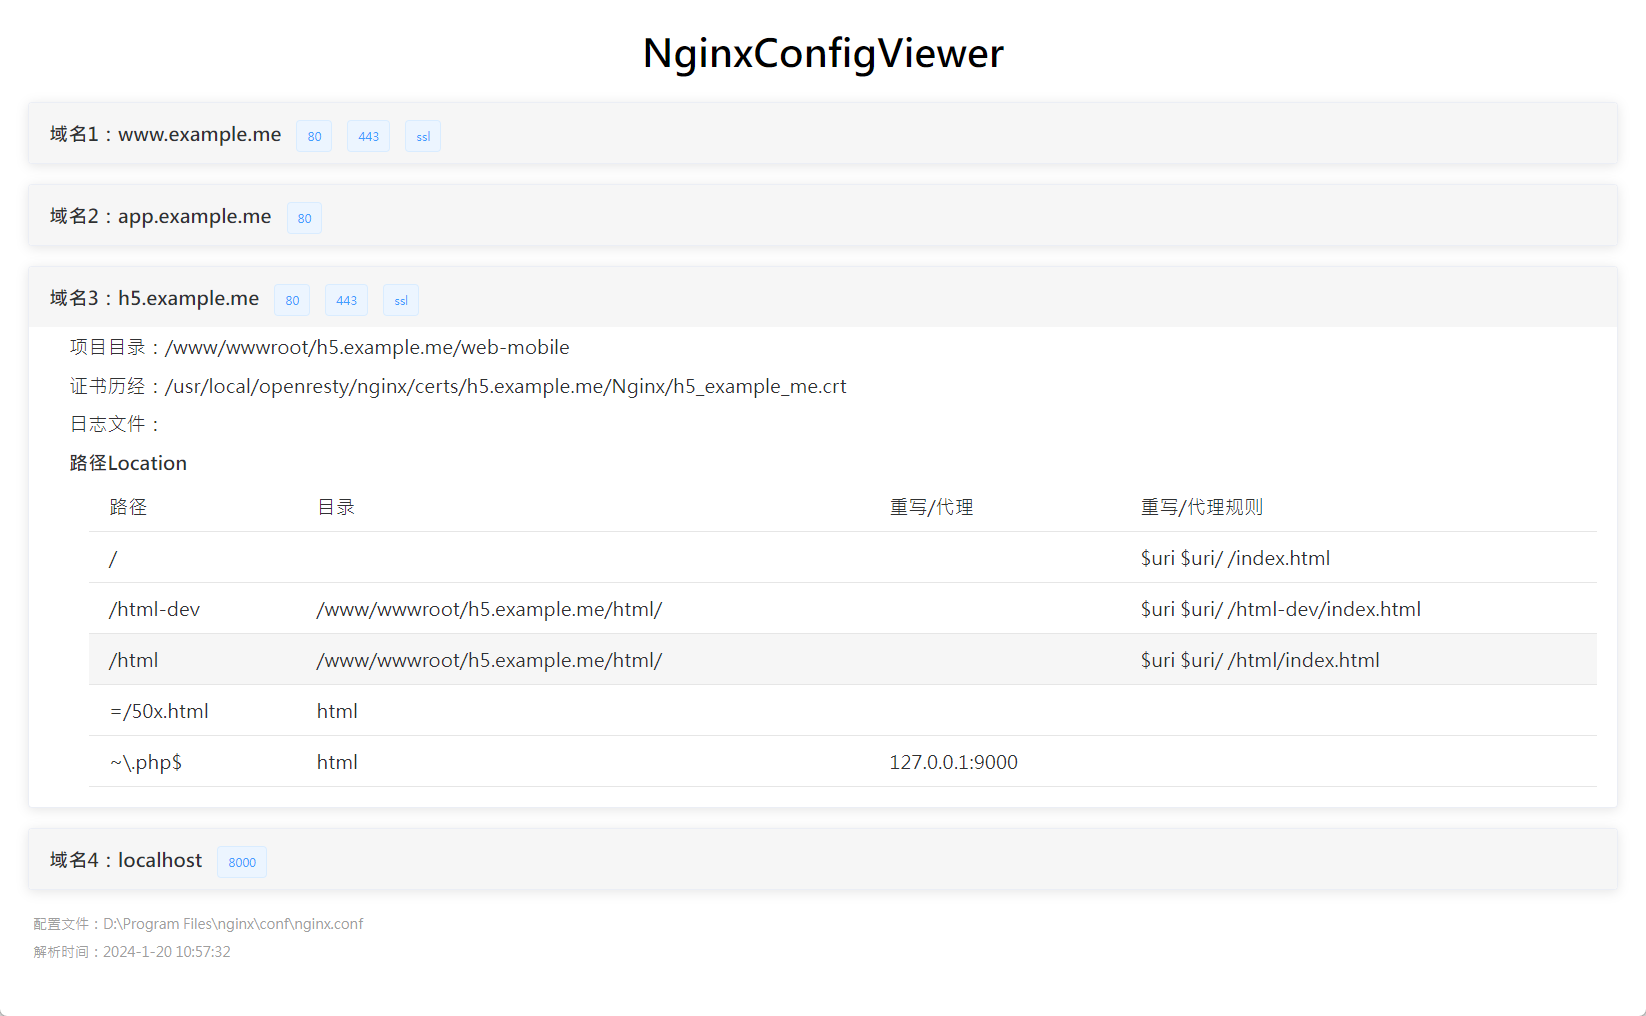 NginxConfigViewer
域名1：www.example.me 80 443 ssl
域名2：app.example.me 80
域名3：h5.example.me 80 443 ssl
项目目录：/www/wwwroot/h5.example.me/web-mobile
证书历经：/usr/local/openresty/nginx/certs/h5.example.me/Nginx/h5_example_me.crt
日志文件：
路径Location
路径 目录 重写/代理 重写/代理规则
/ $uri $uri/ /index.html
/html-dev /www/wwwroot/h5.example.me/html/ $uri $uri/ /html-dev/index.html
/html /www/wwwroot/h5.example.me/html/ $uri $uri/ /html/index.html
=/50x.html html
~\.php$ html 127.0.0.1:9000
域名4：localhost 8000
配置文件：D:\Program Files\nginx\conf\nginx.conf
解析时间：2024-1-20 10:57:32